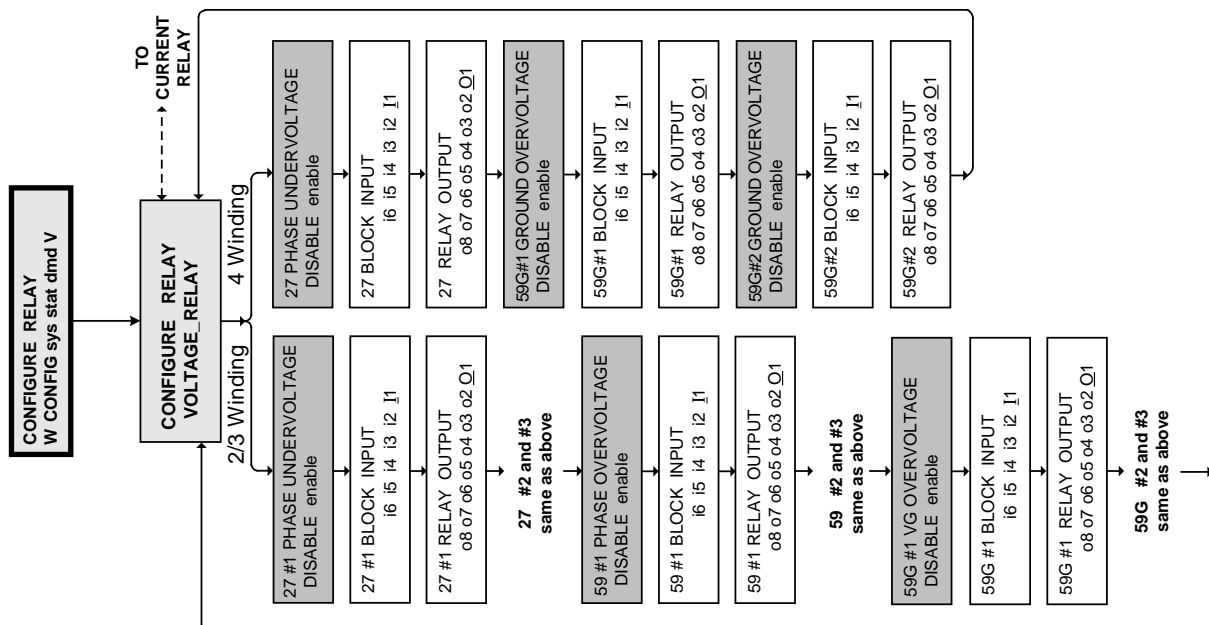 CONFIGURE RELAY
W CONFIG sys stat dmd V
CONFIGURE RELAY
VOLTAGE_RELAY
TO
CURRENT
RELAY
2/3 Winding
4 Winding
27 #1 PHASE UNDERVOLTAGE
DISABLE enable
27 #1 BLOCK INPUT
i6 i5 i4 i3 i2 I1
27 #1 RELAY OUTPUT
o8 o7 o6 o5 o4 o3 o2 O1
27 #2 and #3
same as above
59 #1 PHASE OVERVOLTAGE
DISABLE enable
59 #1 BLOCK INPUT
i6 i5 i4 i3 i2 I1
59 #1 RELAY OUTPUT
o8 o7 o6 o5 o4 o3 o2 O1
59 #2 and #3
same as above
59G #1 VG OVERVOLTAGE
DISABLE enable
59G #1 BLOCK INPUT
i6 i5 i4 i3 i2 I1
59G #1 RELAY OUTPUT
o8 o7 o6 o5 o4 o3 o2 O1
59G #2 and #3
same as above
27 PHASE UNDERVOLTAGE
DISABLE enable
27 BLOCK INPUT
i6 i5 i4 i3 i2 I1
27 RELAY OUTPUT
o8 o7 o6 o5 o4 o3 o2 O1
59G#1 GROUND OVERVOLTAGE
DISABLE enable
59G#1 BLOCK INPUT
i6 i5 i4 i3 i2 I1
59G#1 RELAY OUTPUT
o8 o7 o6 o5 o4 o3 o2 O1
59G#2 GROUND OVERVOLTAGE
DISABLE enable
59G#2 BLOCK INPUT
i6 i5 i4 i3 i2 I1
59G#2 RELAY OUTPUT
o8 o7 o6 o5 o4 o3 o2 O1